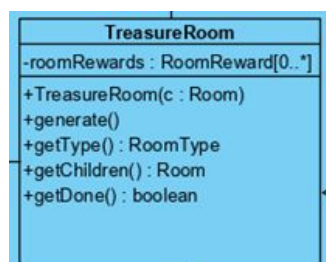 TreasureRoom
-roomRewards : RoomReward[0..*]
+TreasureRoom(c : Room)
+generate()
+getType() : RoomType
+getChildren() : Room
+getDone() : boolean